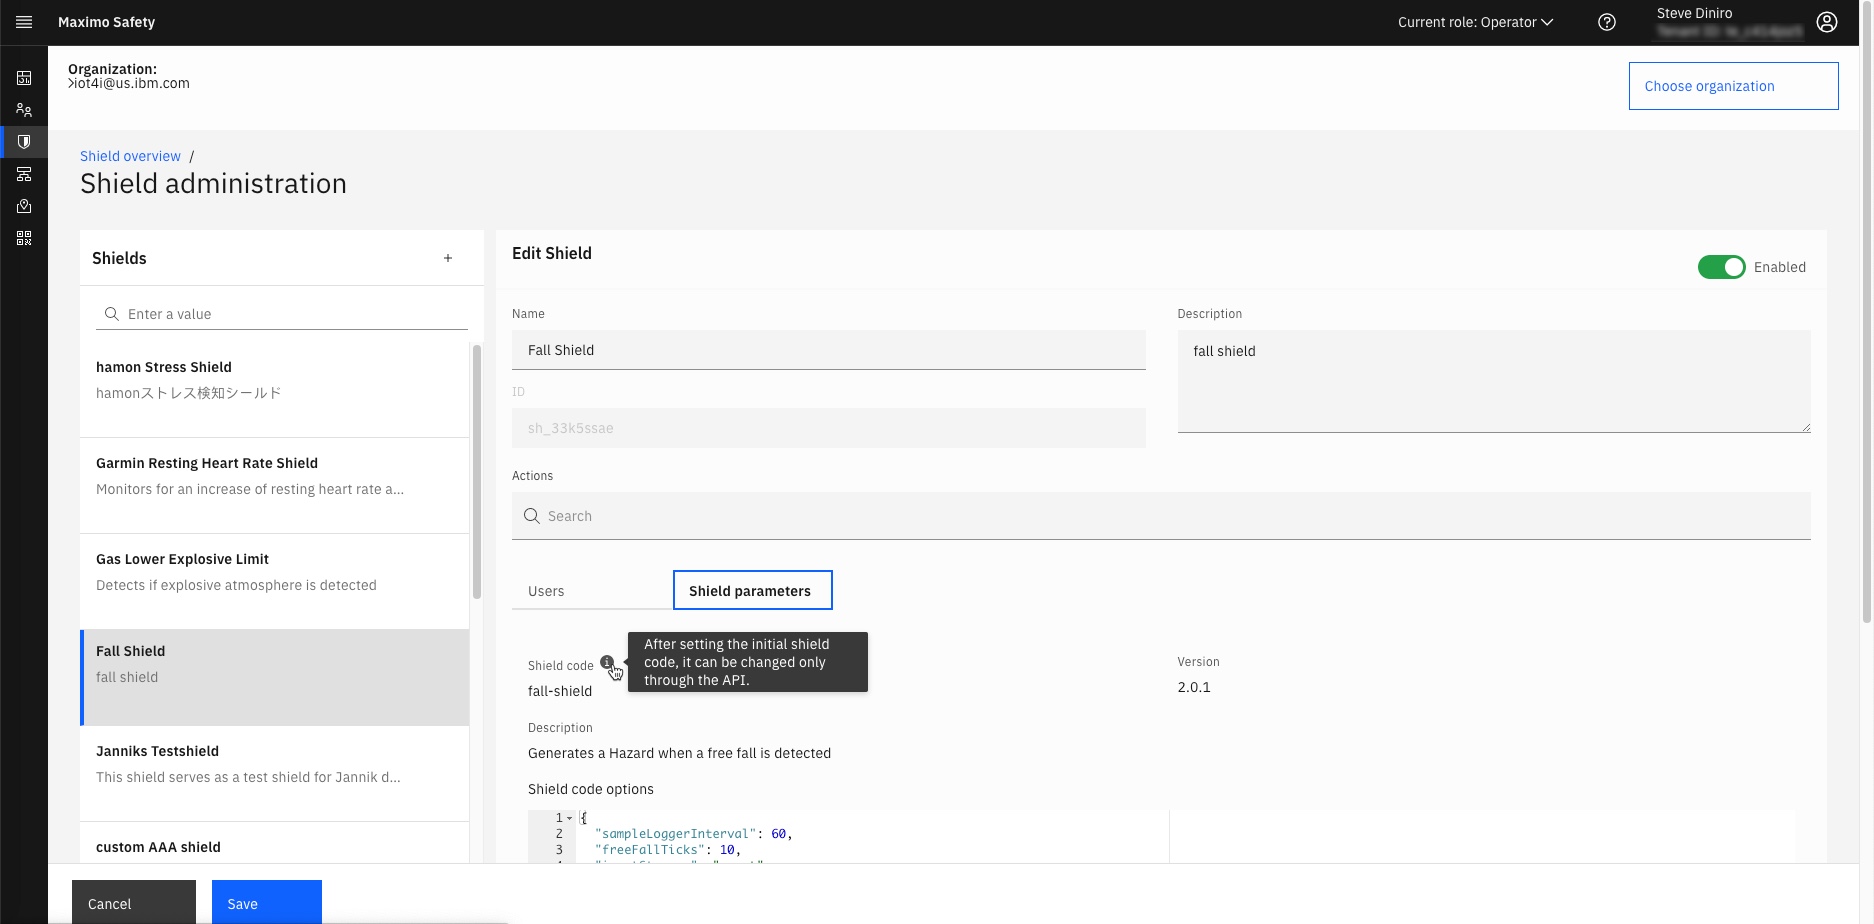 Maximo Safety
Current role: Operator
Steve Diniro
Organization:
>iot4i@us.ibm.com
Choose organization
Shield overview /
Shield administration
Shields +
Enter a value
hamon Stress Shield
hamonストレス検知シールド
Garmin Resting Heart Rate Shield
Monitors for an increase of resting heart rate a...
Gas Lower Explosive Limit
Detects if explosive atmosphere is detected
Fall Shield
fall shield
Janniks Testshield
This shield serves as a test shield for Jannik d...
custom AAA shield
Edit Shield
Enabled
Name
Fall Shield
Description
fall shield
ID
sh_33k5ssae
Actions
Search
Users
Shield parameters
Shield code
After setting the initial shield
code, it can be changed only
through the API.
fall-shield
Version
2.0.1
Description
Generates a Hazard when a free fall is detected
Shield code options
1 {
2 "sampleLoggerInterval": 60,
3 "freeFallTicks": 10,
Cancel
Save